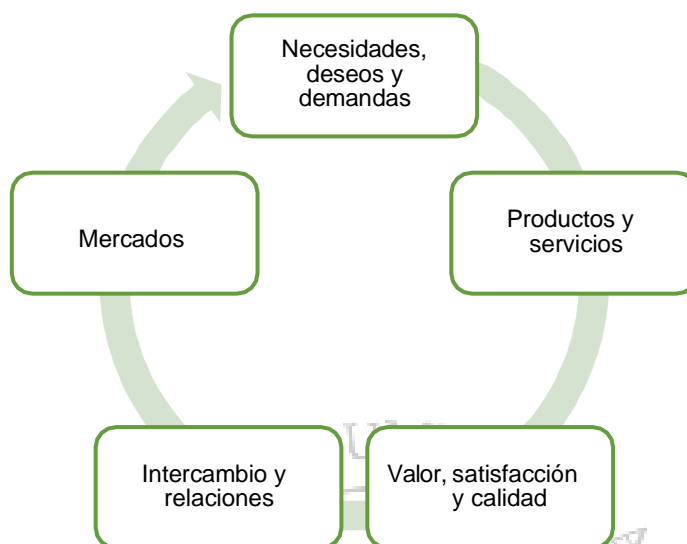 Necesidades,
deseos y
demandas
Productos y
servicios
Valor, satisfacción
y calidad
Intercambio y
relaciones
Mercados